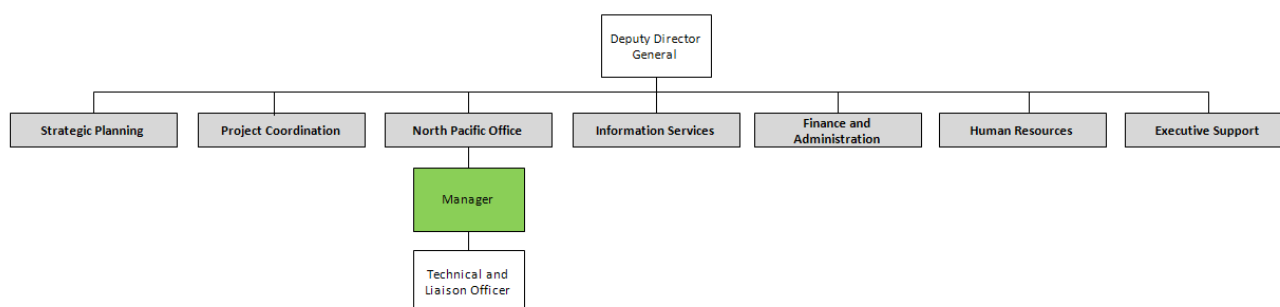 Deputy Director
General
Strategic Planning
Project Coordination
North Pacific Office
Information Services
Finance and
Administration
Human Resources
Executive Support
Manager
Technical and
Liaison Officer